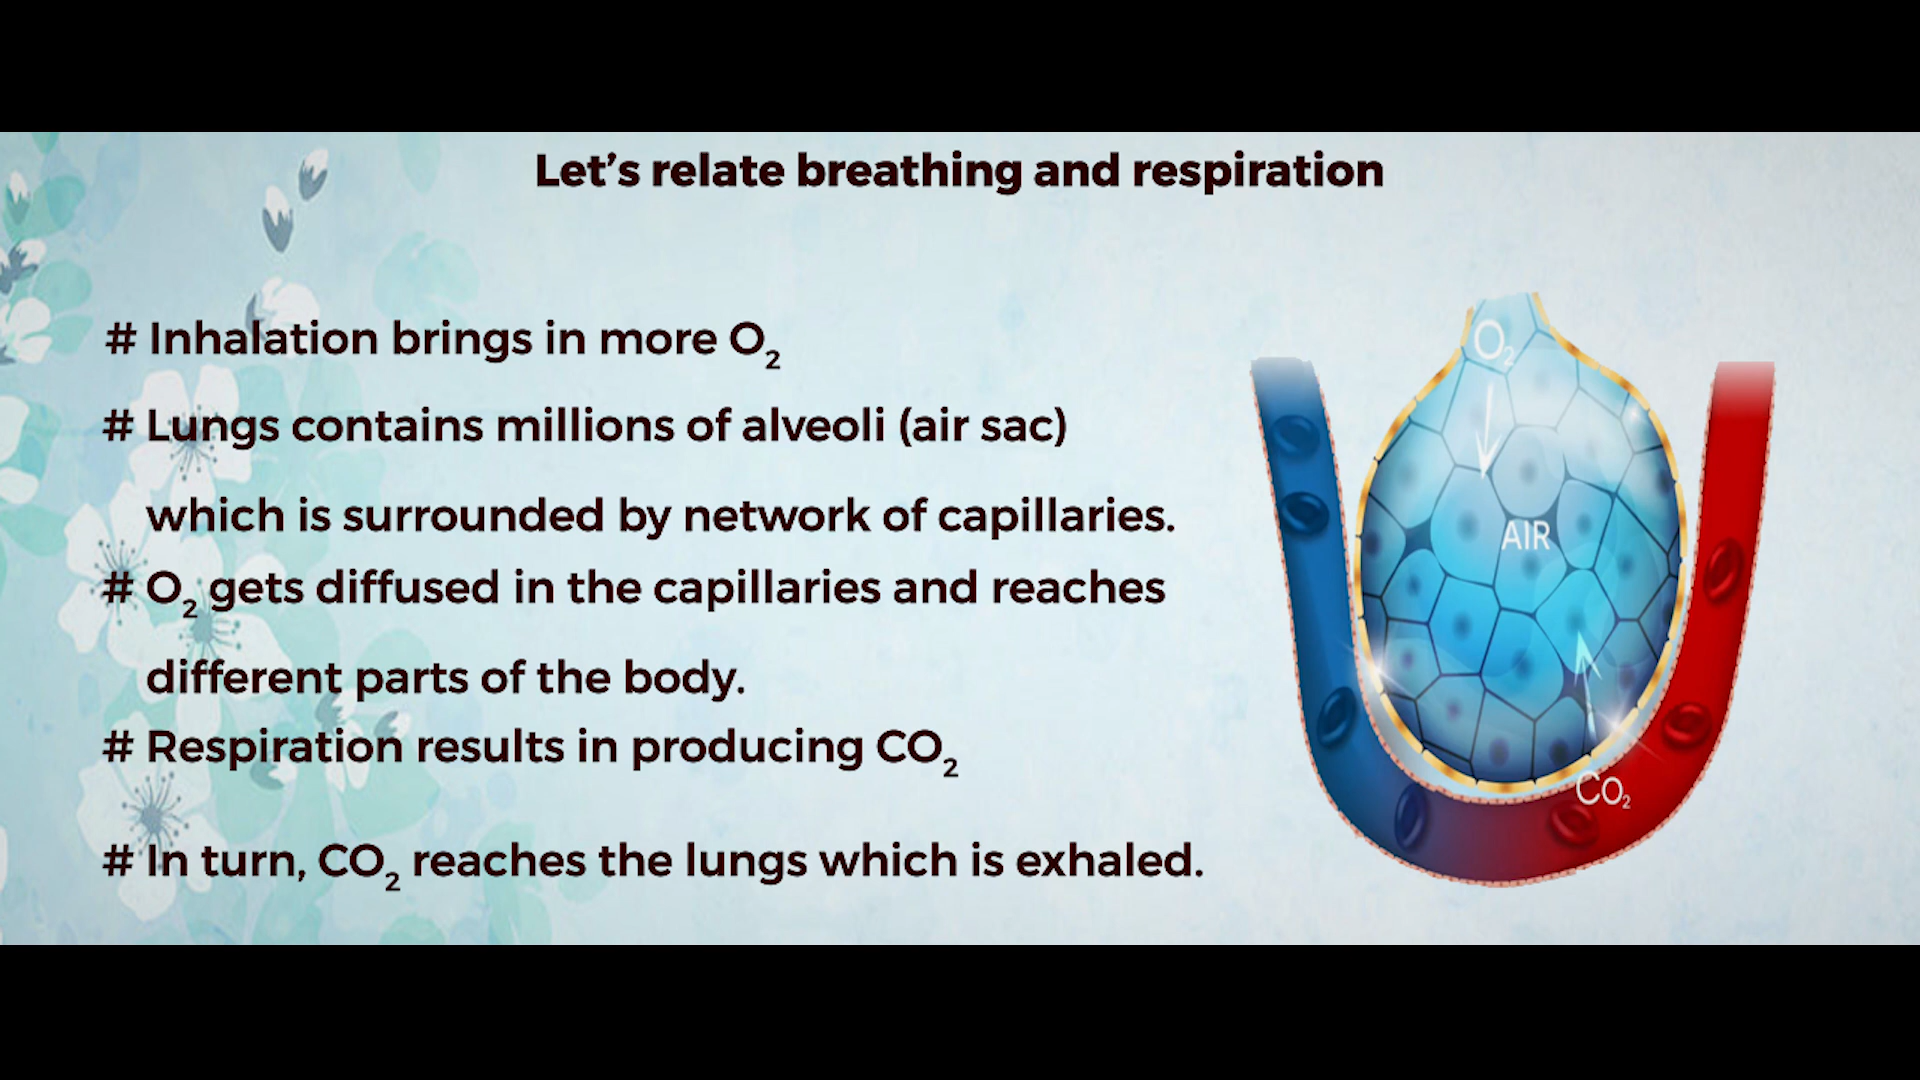 Let's relate breathing and respiration
# Inhalation brings in more O₂
# Lungs contains millions of alveoli (air sac)
which is surrounded by network of capillaries.
# O₂ gets diffused in the capillaries and reaches
different parts of the body.
# Respiration results in producing CO₂
# In turn, CO₂ reaches the lungs which is exhaled.
O₂
AIR
CO₂